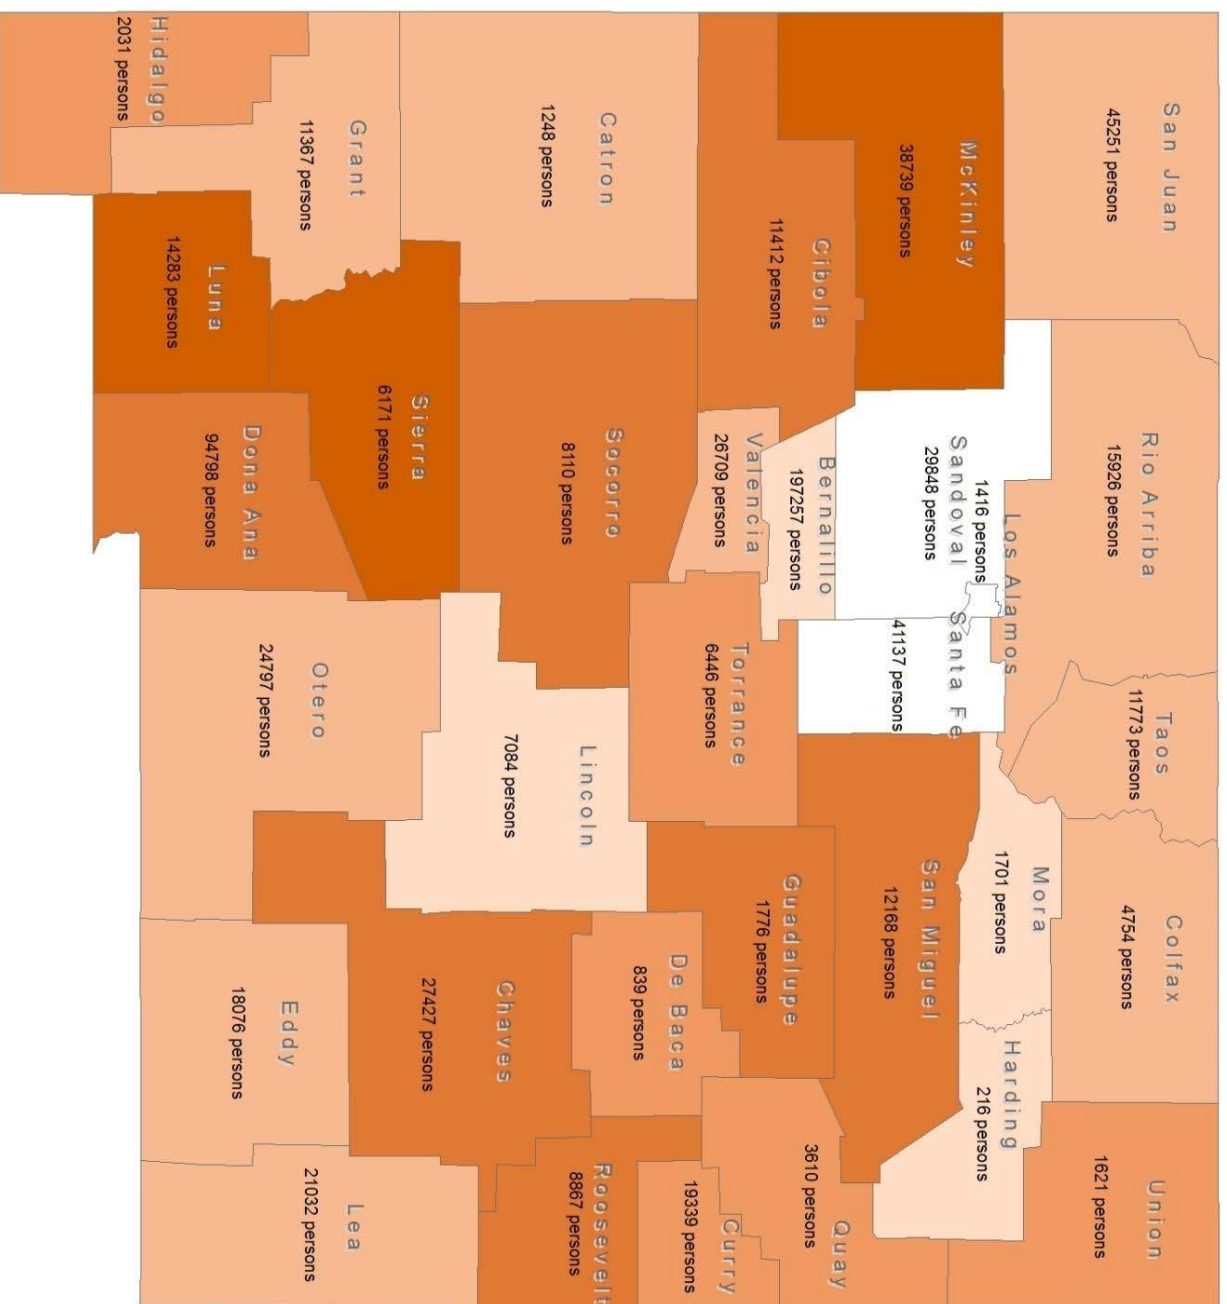 San Juan
45251 persons
Rio Arriba
15926 persons
Taos
11773 persons
Colfax
4754 persons
Union
1621 persons
McKinley
38739 persons
Los Alamos
1416 persons
Sandoval
29848 persons
Santa Fe
41137 persons
Mora
1701 persons
Harding
216 persons
San Miguel
12168 persons
Cibola
11412 persons
Bernalillo
197257 persons
Valencia
26709 persons
Torrance
6446 persons
Guadalupe
1776 persons
Quay
3610 persons
Curry
19339 persons
Catron
1248 persons
Socorro
8110 persons
Lincoln
7084 persons
De Baca
839 persons
Roosevelt
8867 persons
Chaves
27427 persons
Grant
11367 persons
Sierra
6171 persons
Otero
24797 persons
Eddy
18076 persons
Lea
21032 persons
Hidalgo
2031 persons
Luna
14283 persons
Dona Ana
94798 persons